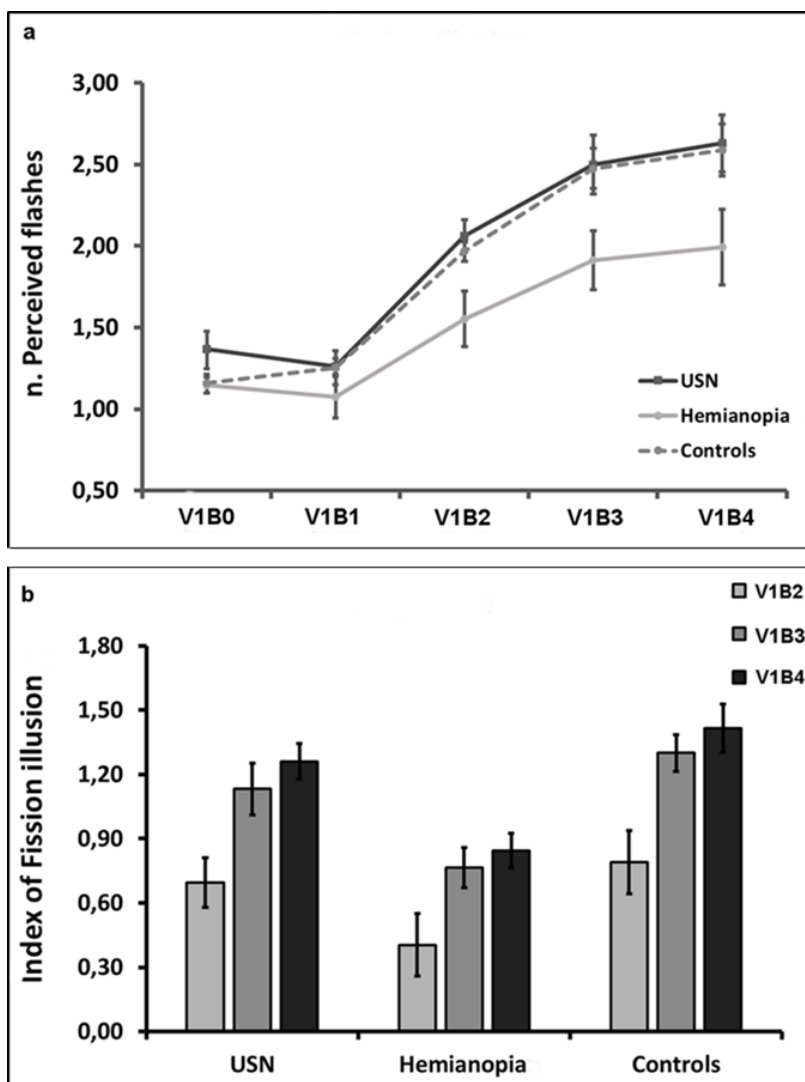 a
3,00
2,50
2,00
1,50
1,00
0,50
n. Perceived flashes
USN
Hemianopia
Controls
V1B0 V1B1 V1B2 V1B3 V1B4
b
V1B2
V1B3
V1B4
1,80
1,50
1,20
0,90
0,60
0,30
0,00
Index of Fission illusion
USN Hemianopia Controls